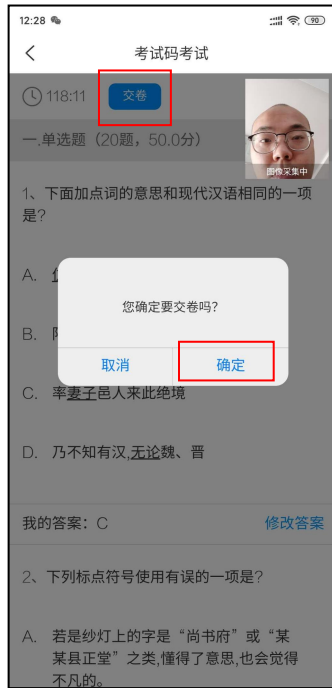 12:28
90
考试码考试
118:11
交卷
一.单选题（20题，50.0分）
图像采集中
1、下面加点词的意思和现代汉语相同的一项
是？
A.
您确定要交卷吗？
B.
取消
确定
C. 率妻子邑人来此绝境
D. 乃不知有汉,无论魏、晋
我的答案：C
修改答案
2、下列标点符号使用有误的一项是？
A. 若是纱灯上的字是“尚书府”或“某
某县正堂”之类,懂得了意思,也会觉得
不凡的。